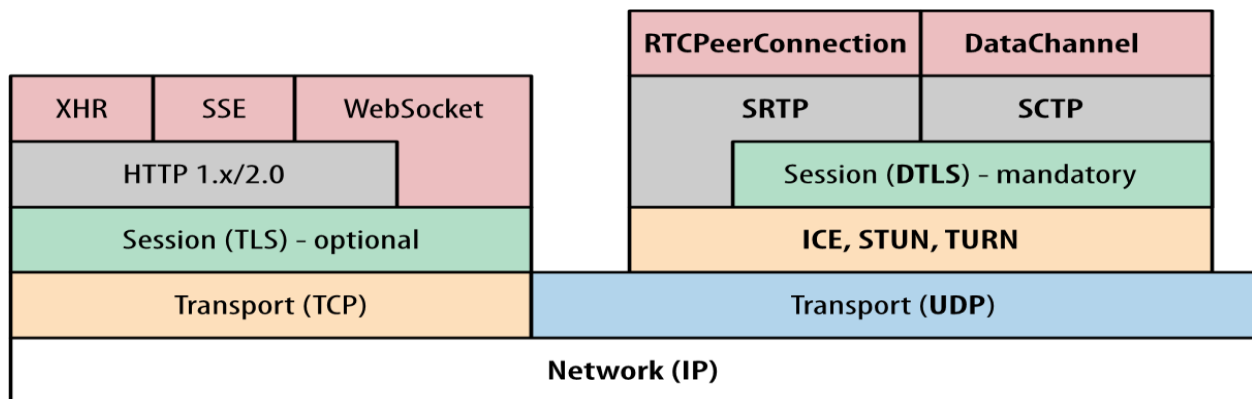 RTCPeerConnection DataChannel
XHR SSE WebSocket SRTP SCTP
HTTP 1.x/2.0 Session (DTLS) – mandatory
Session (TLS) – optional ICE, STUN, TURN
Transport (TCP) Transport (UDP)
Network (IP)